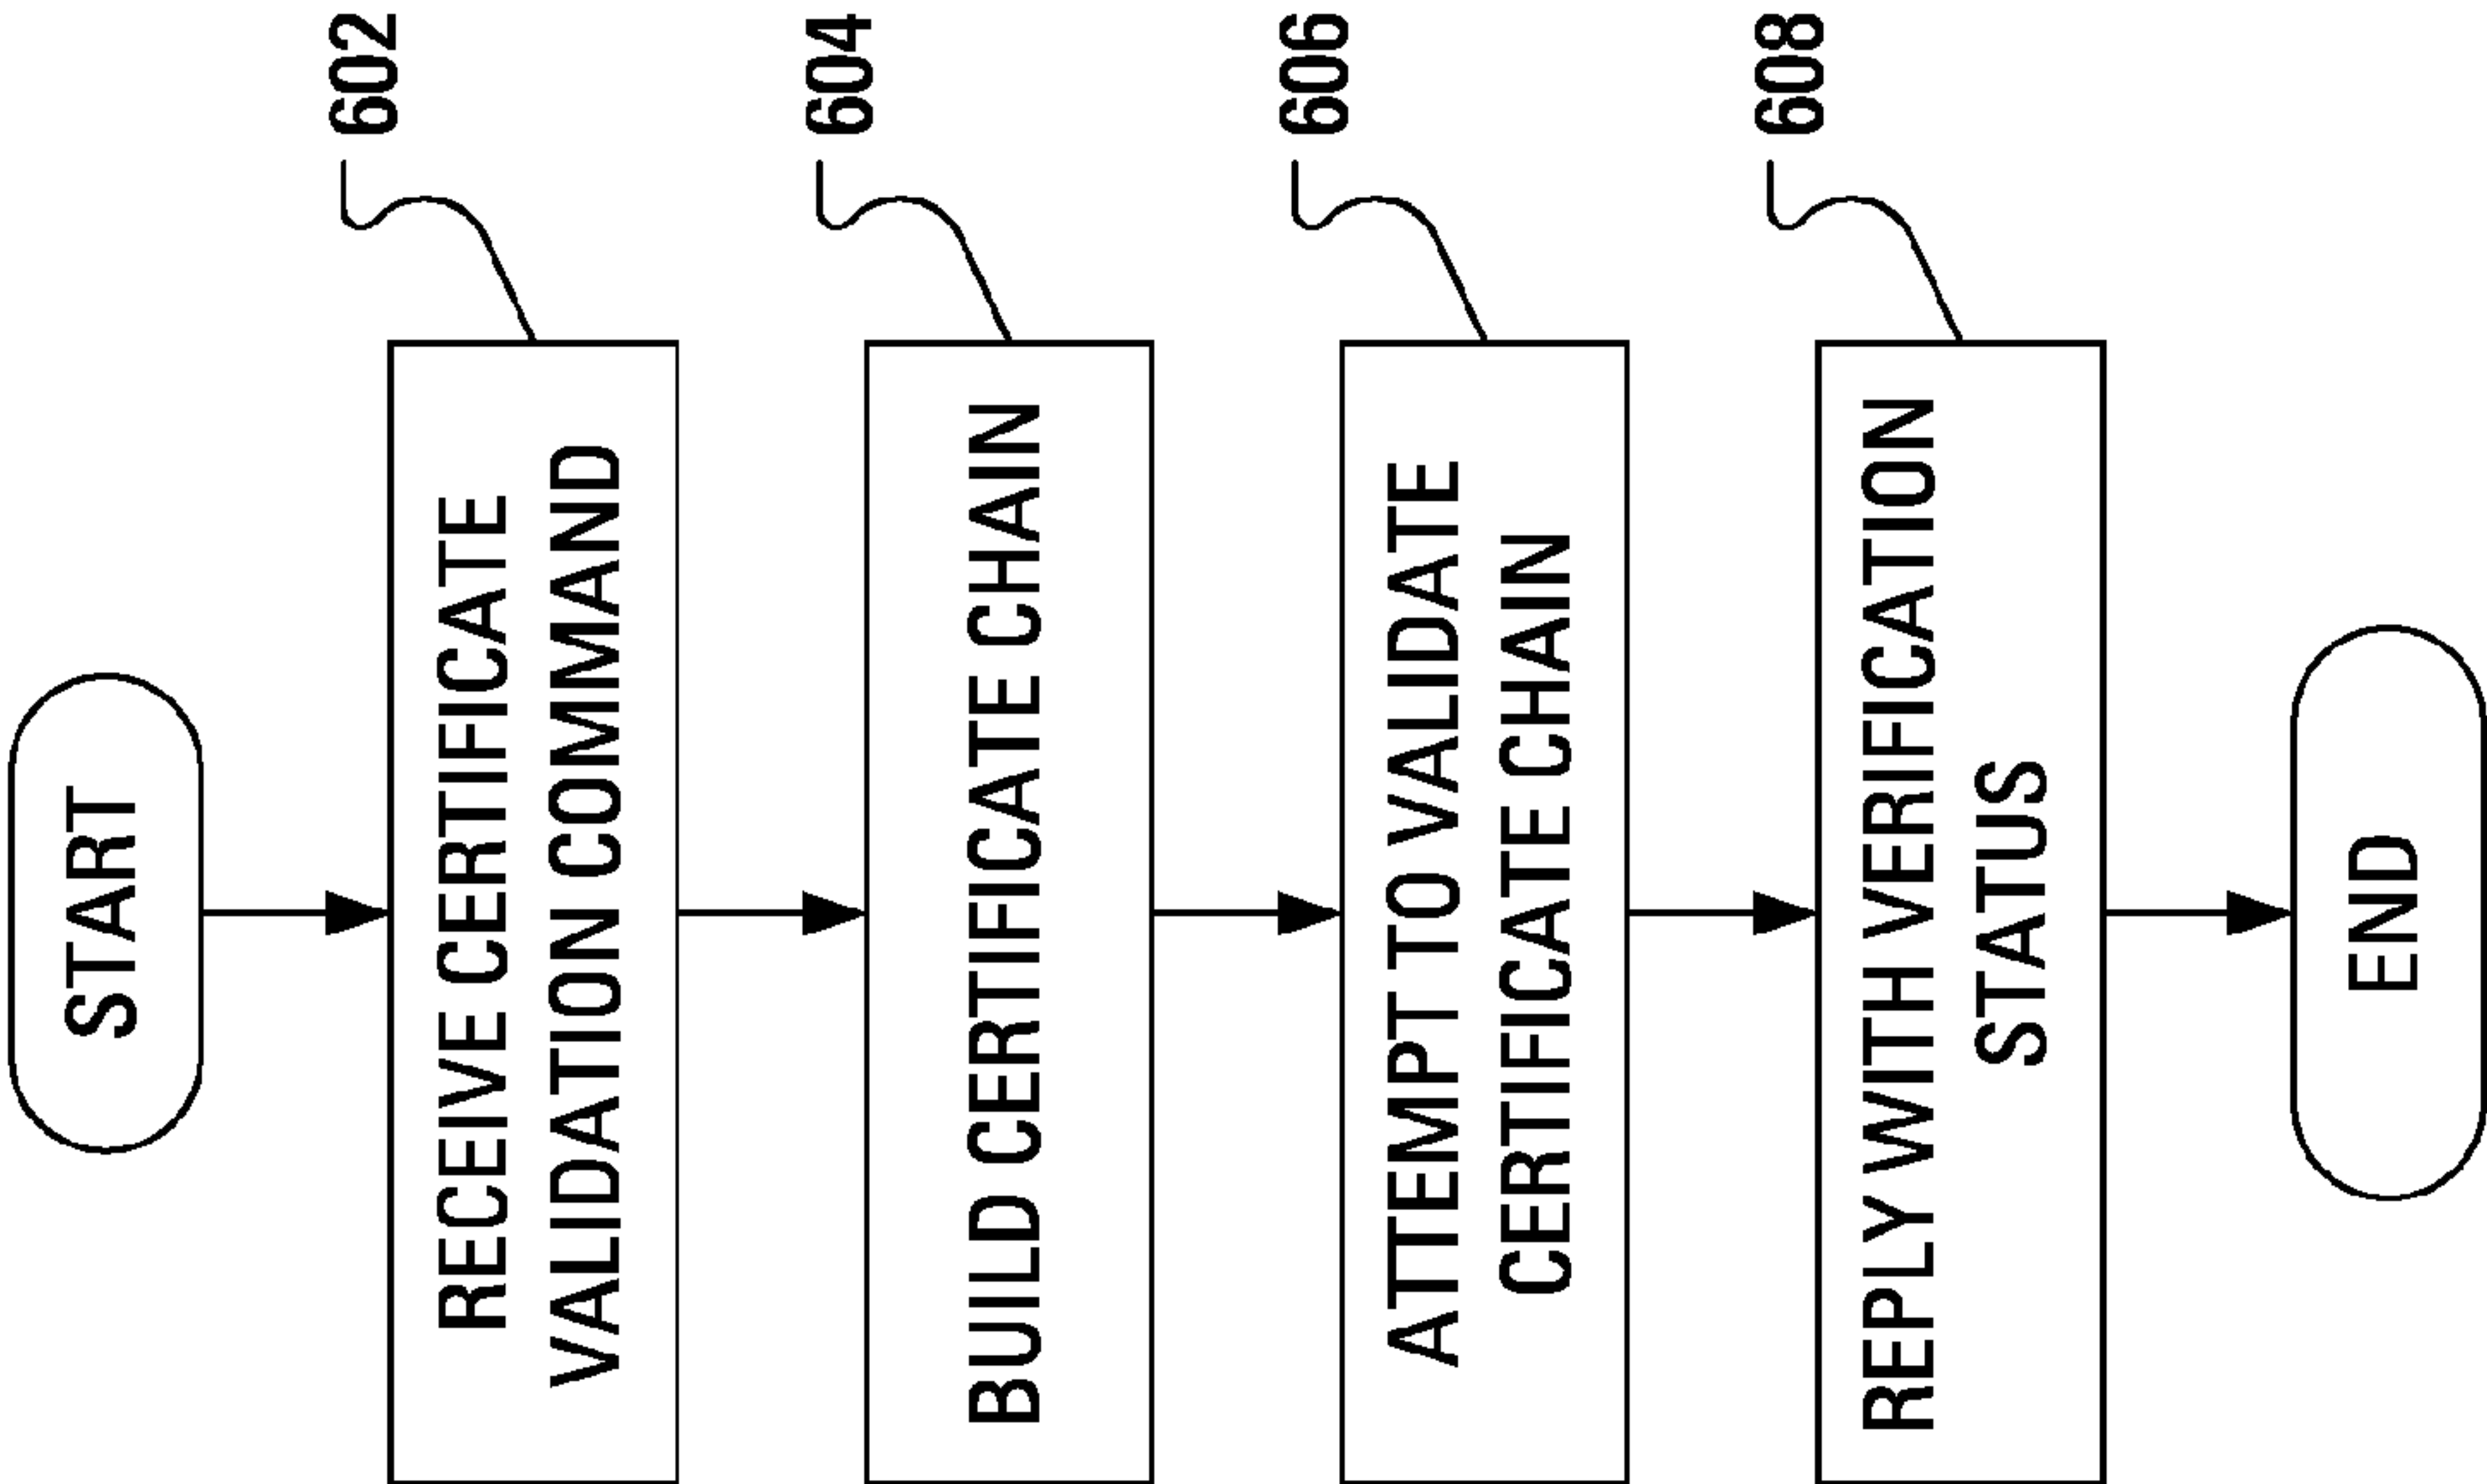 START
602
RECEIVE CERTIFICATE
VALIDATION COMMAND
604
BUILD CERTIFICATE CHAIN
606
ATTEMPT TO VALIDATE
CERTIFICATE CHAIN
608
REPLY WITH VERIFICATION
STATUS
END